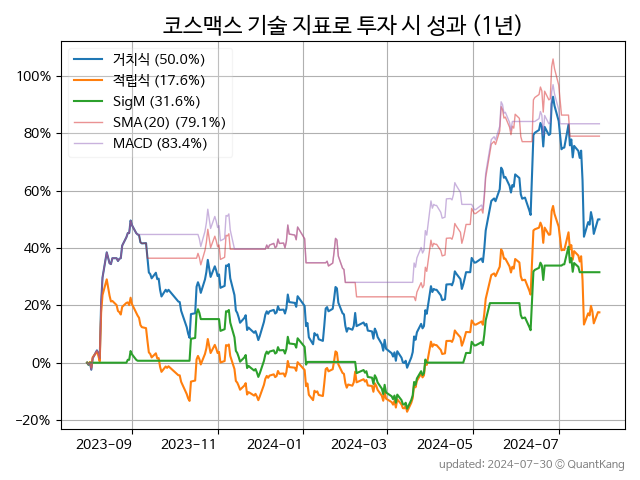 코스맥스 기술 지표로 투자 시 성과 (1년)
거치식 (50.0%)
적립식 (17.6%)
SigM (31.6%)
SMA(20) (79.1%)
MACD (83.4%)
100%
80%
60%
40%
20%
0%
−20%
2023-09
2023-11
2024-01
2024-03
2024-05
2024-07
updated: 2024-07-30 © QuantKang